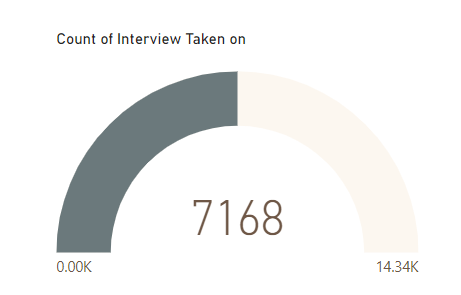 Count of Interview Taken on
7168
0.00K
14.34K